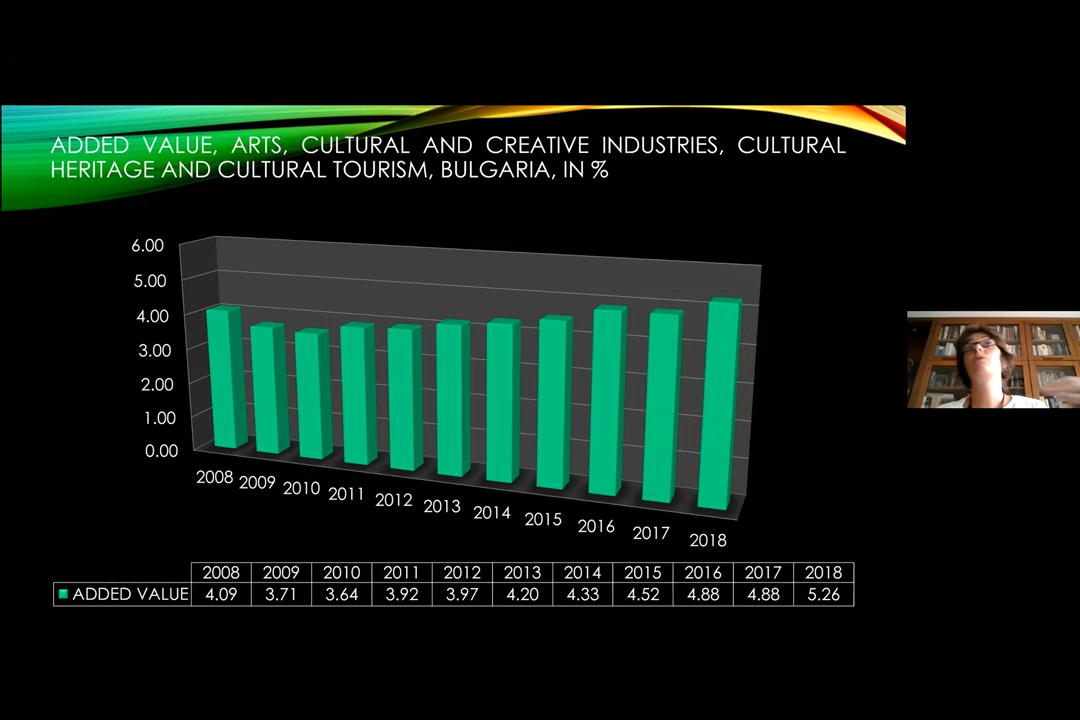 ADDED VALUE, ARTS, CULTURAL AND CREATIVE INDUSTRIES, CULTURAL
HERITAGE AND CULTURAL TOURISM, BULGARIA, IN %
6.00
5.00
4.00
3.00
2.00
1.00
0.00
2008 2009 2010 2011 2012 2013 2014 2015 2016 2017 2018
2008 2009 2010 2011 2012 2013 2014 2015 2016 2017 2018
ADDED VALUE 4.09 3.71 3.64 3.92 3.97 4.20 4.33 4.52 4.88 4.88 5.26